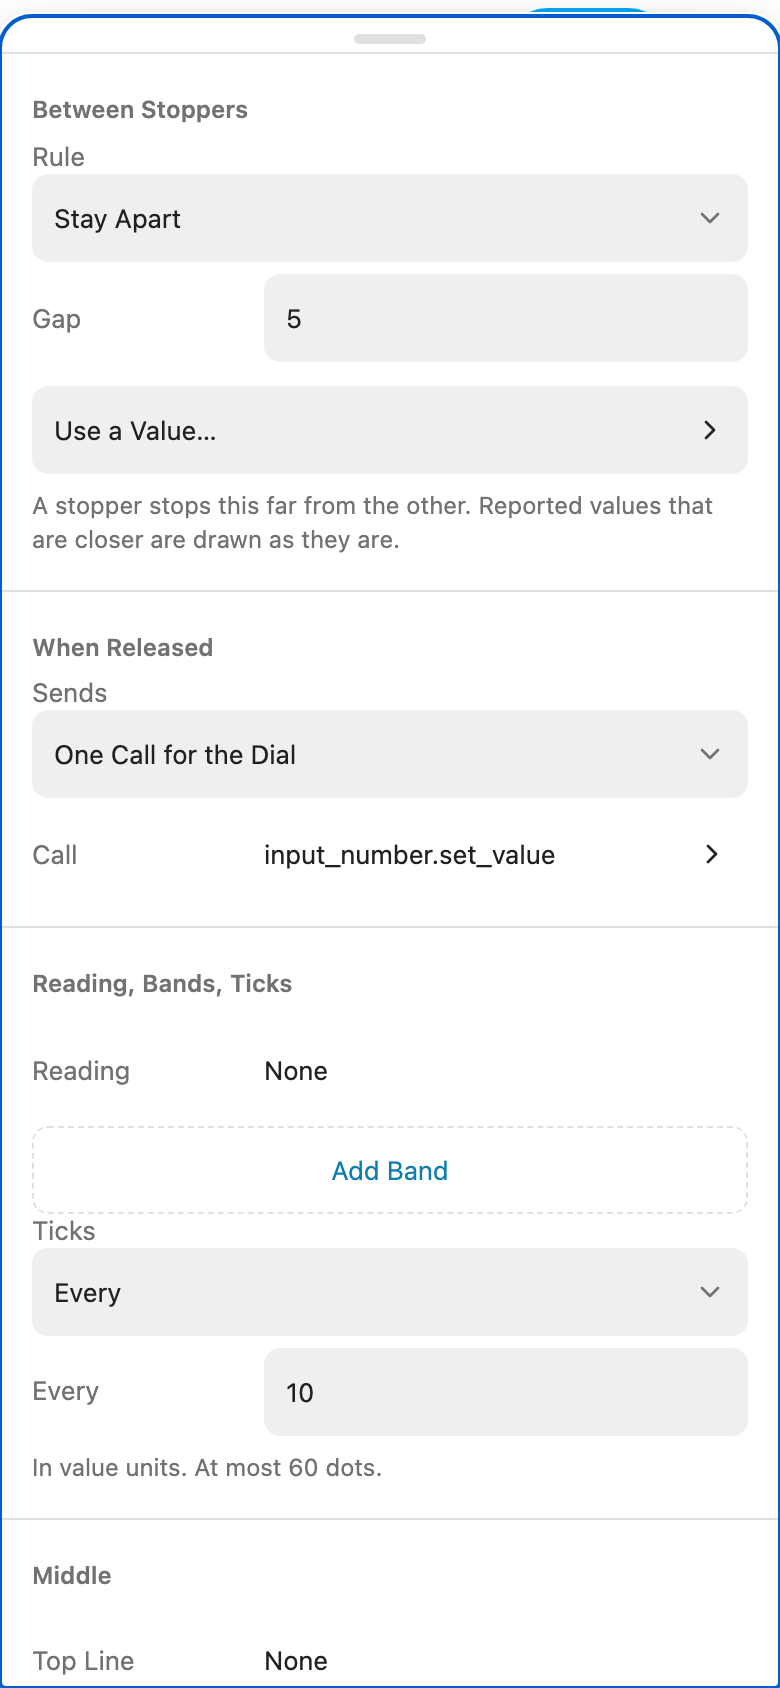 Between Stoppers
Rule
Stay Apart
Gap
5
Use a Value...
A stopper stops this far from the other. Reported values that
are closer are drawn as they are.
When Released
Sends
One Call for the Dial
Call
input_number.set_value
Reading, Bands, Ticks
Reading
None
Add Band
Ticks
Every
Every
10
In value units. At most 60 dots.
Middle
Top Line
None